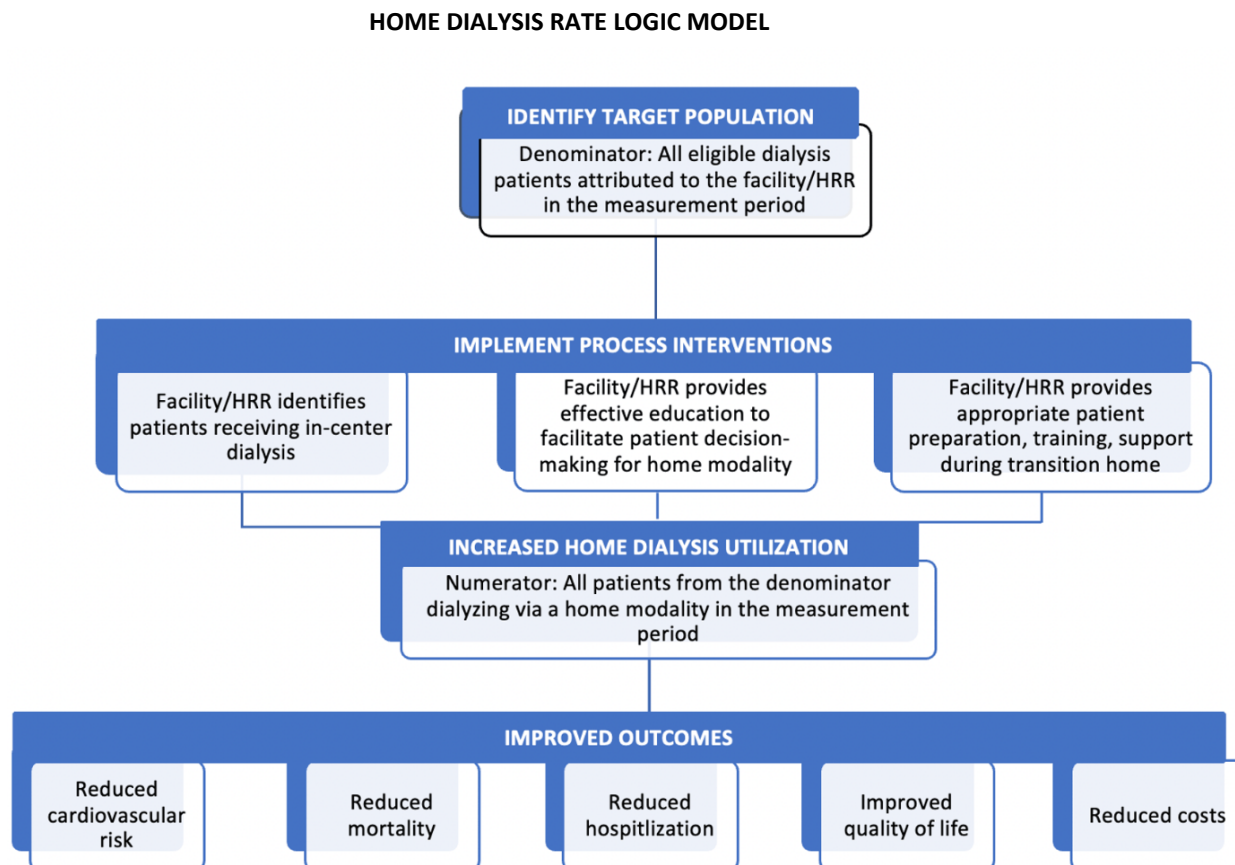 HOME DIALYSIS RATE LOGIC MODEL
IDENTIFY TARGET POPULATION
Denominator: All eligible dialysis
patients attributed to the facility/HRR
in the measurement period
IMPLEMENT PROCESS INTERVENTIONS
Facility/HRR identifies
patients receiving in-center
dialysis
Facility/HRR provides
effective education to
facilitate patient decision-
making for home modality
Facility/HRR provides
appropriate patient
preparation, training, support
during transition home
INCREASED HOME DIALYSIS UTILIZATION
Numerator: All patients from the denominator
dialyzing via a home modality in the measurement
period
IMPROVED OUTCOMES
Reduced
cardiovascular
risk
Reduced
mortality
Reduced
hospitlization
Improved
quality of life
Reduced costs